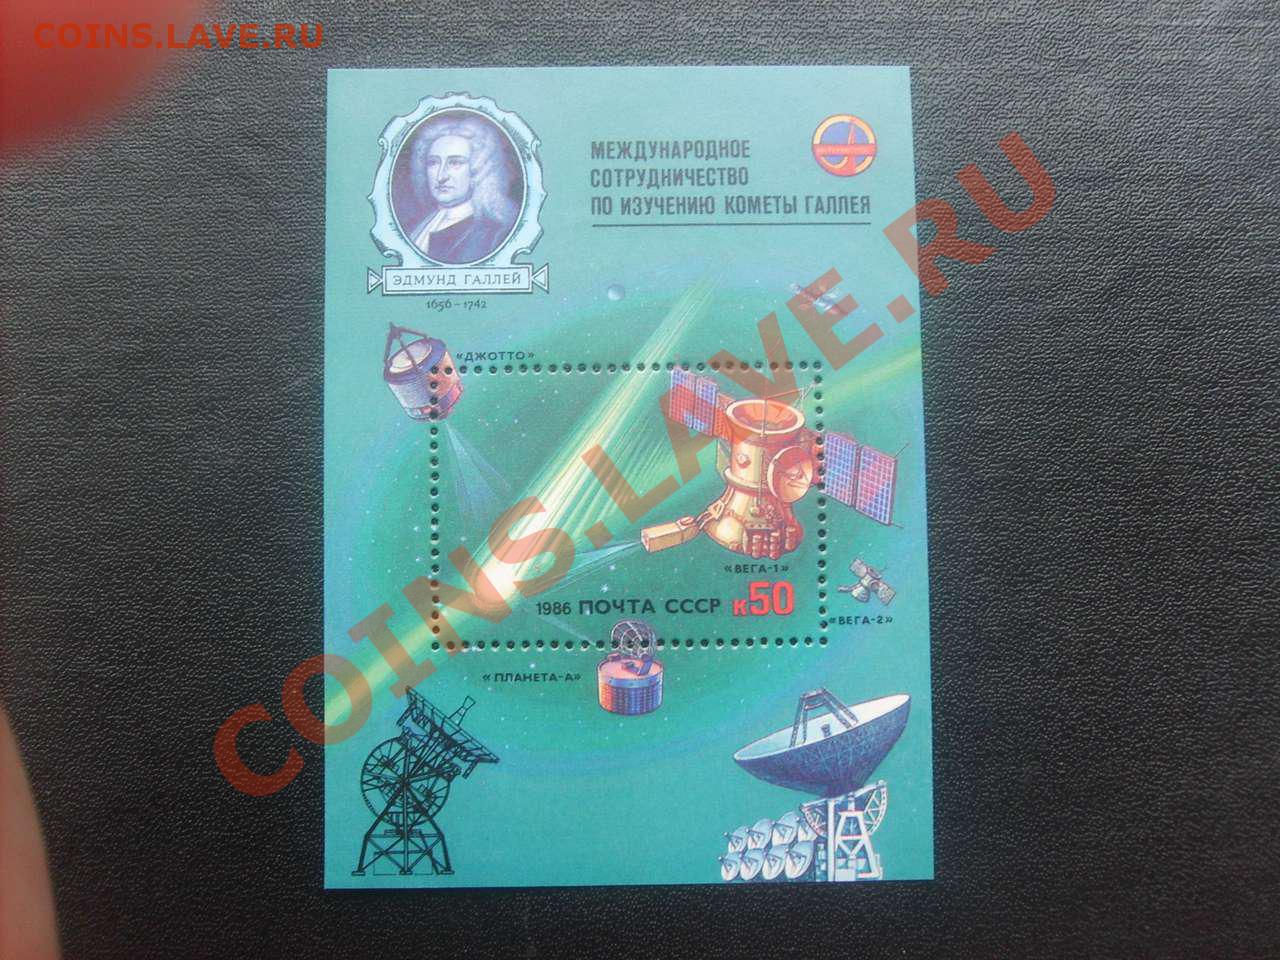 COINS.LAVE.РУ
МЕЖДУНАРОДНОЕ
СОТРУДНИЧЕСТВО
ПО ИЗУЧЕНИЮ КОМЕТЫ ГАЛЛЕЯ
ЭДМУНД ГАЛЛЕЙ
1656-1742
«ДЖОТТО»
«ВЕГА-1»
1986 ПОЧТА СССР к50
«ВЕГА-2»
«ПЛАНЕТА-А»
COINS.LAVE.RU